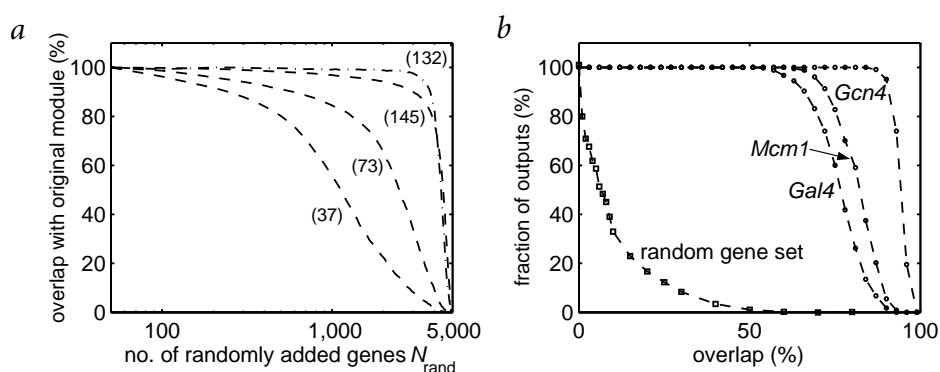 a
overlap with original module (%)
100
80
60
40
20
0
(132)
(145)
(73)
(37)
100
1,000
5,000
no. of randomly added genes N_rand
b
fraction of outputs (%)
100
80
60
40
20
0
Gcn4
Mcm1
Gal4
random gene set
0
50
100
overlap (%)